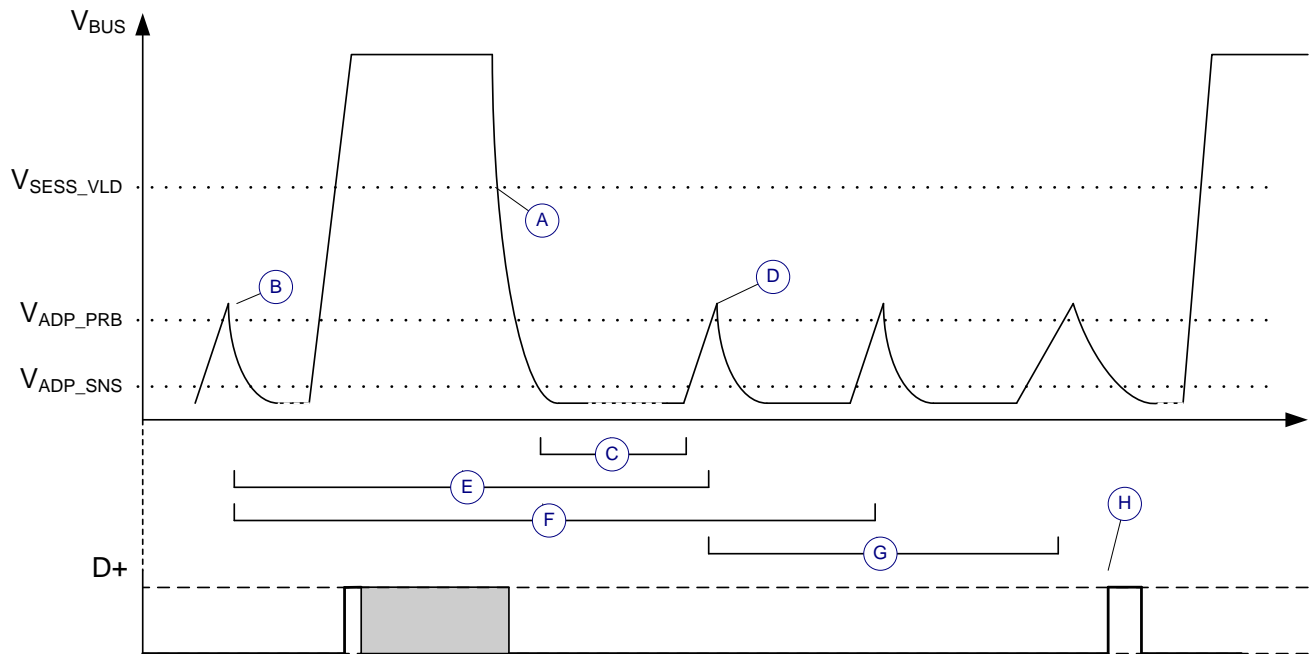 VBUS
VSESS_VLD
A
B
D
VADP_PRB
VADP_SNS
C
E
F
H
G
D+